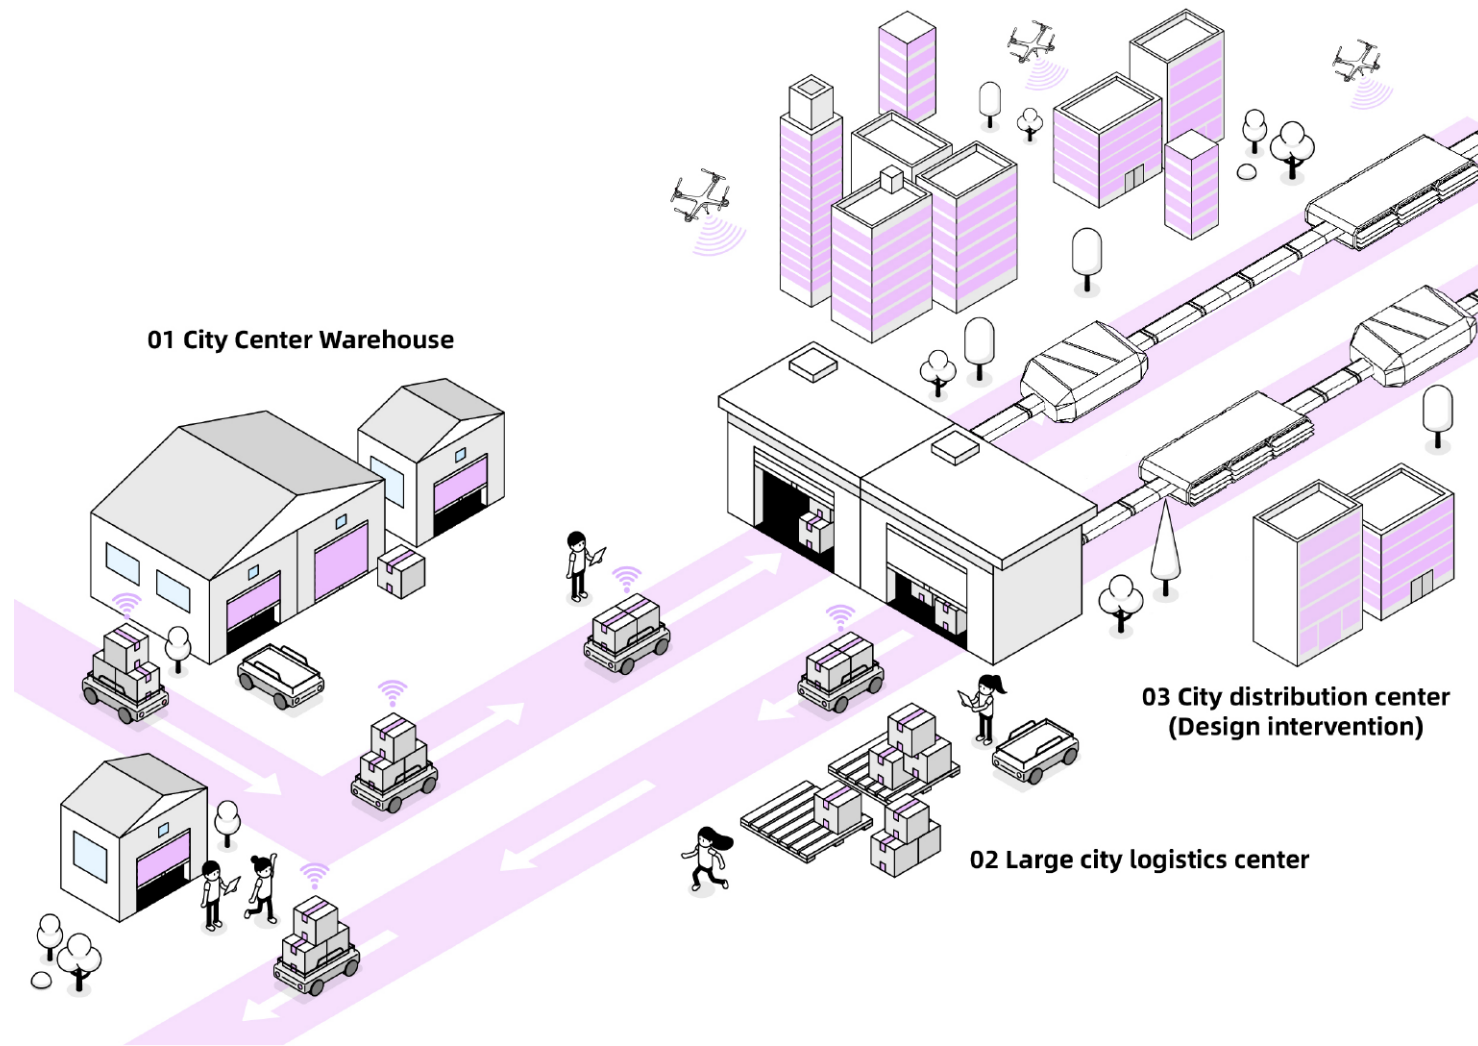 01 City Center Warehouse
03 City distribution center
(Design intervention)
02 Large city logistics center